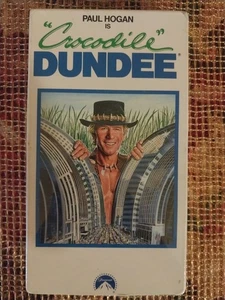 PAUL HOGAN
IS
"Crocodile"
DUNDEE